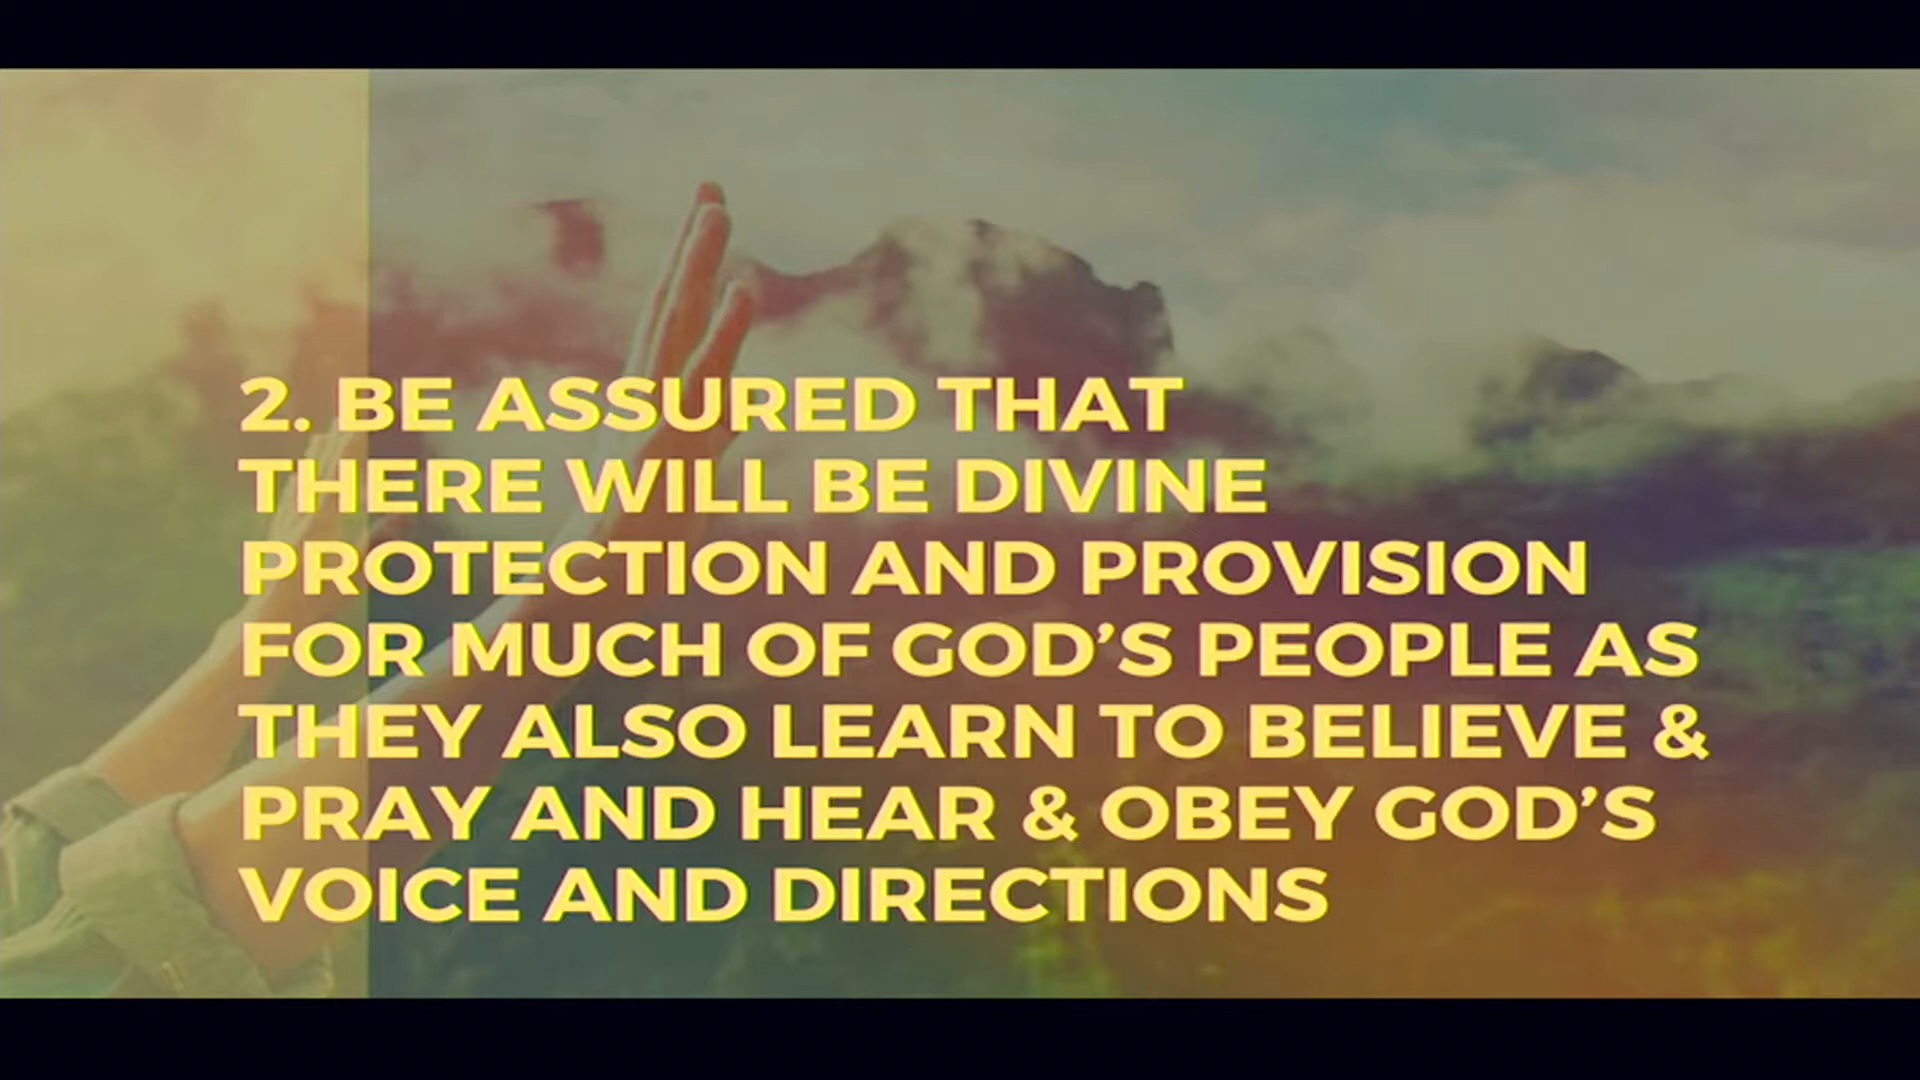 2. BE ASSURED THAT
THERE WILL BE DIVINE
PROTECTION AND PROVISION
FOR MUCH OF GOD’S PEOPLE AS
THEY ALSO LEARN TO BELIEVE &
PRAY AND HEAR & OBEY GOD’S
VOICE AND DIRECTIONS